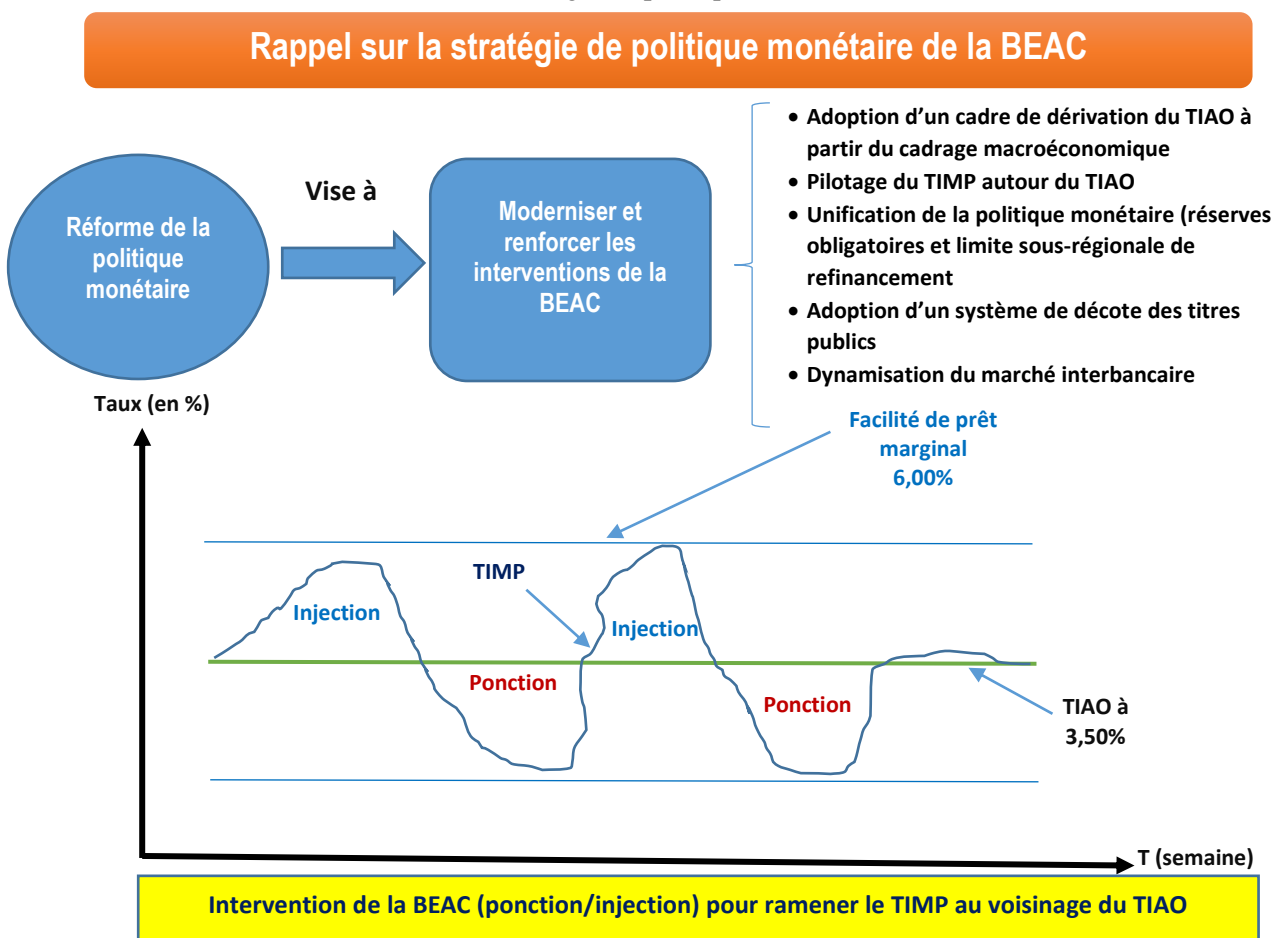 Rappel sur la stratégie de politique monétaire de la BEAC
Réforme de la
politique
monétaire
Vise à
Moderniser et
renforcer les
interventions de la
BEAC
• Adoption d’un cadre de dérivation du TIAO à
partir du cadrage macroéconomique
• Pilotage du TIMP autour du TIAO
• Unification de la politique monétaire (réserves
obligatoires et limite sous-régionale de
refinancement
• Adoption d’un système de décote des titres
publics
• Dynamisation du marché interbancaire
Taux (en %)
Facilité de prêt
marginal
6,00%
TIMP
Injection
Injection
Ponction
Ponction
TIAO à
3,50%
T (semaine)
Intervention de la BEAC (ponction/injection) pour ramener le TIMP au voisinage du TIAO